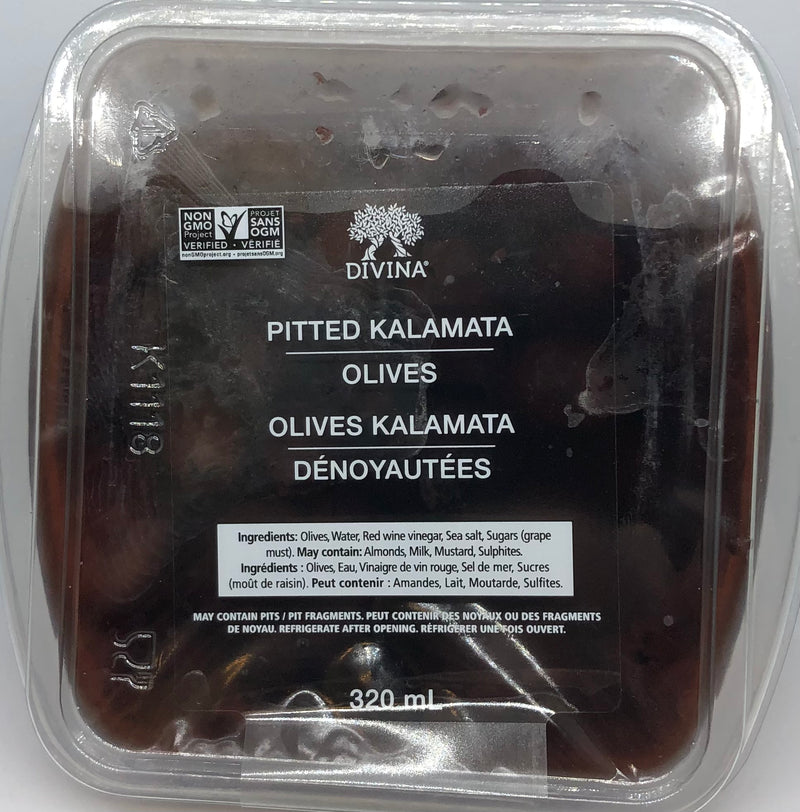 NON
GMO
Project
VERIFIED
nonGMOproject.org
PROJET
SANS
OGM
VÉRIFIÉ
projetsansOGM.org
DIVINA®
PITTED KALAMATA
OLIVES
OLIVES KALAMATA
DÉNOYAUTÉES
K1118
Ingredients: Olives, Water, Red wine vinegar, Sea salt, Sugars (grape
must). May contain: Almonds, Milk, Mustard, Sulphites.
Ingrédients : Olives, Eau, Vinaigre de vin rouge, Sel de mer, Sucres
(moût de raisin). Peut contenir : Amandes, Lait, Moutarde, Sulfites.
MAY CONTAIN PITS / PIT FRAGMENTS. PEUT CONTENIR DES NOYAUX OU DES FRAGMENTS
DE NOYAU. REFRIGERATE AFTER OPENING. RÉFRIGÉRER UNE FOIS OUVERT.
320 mL